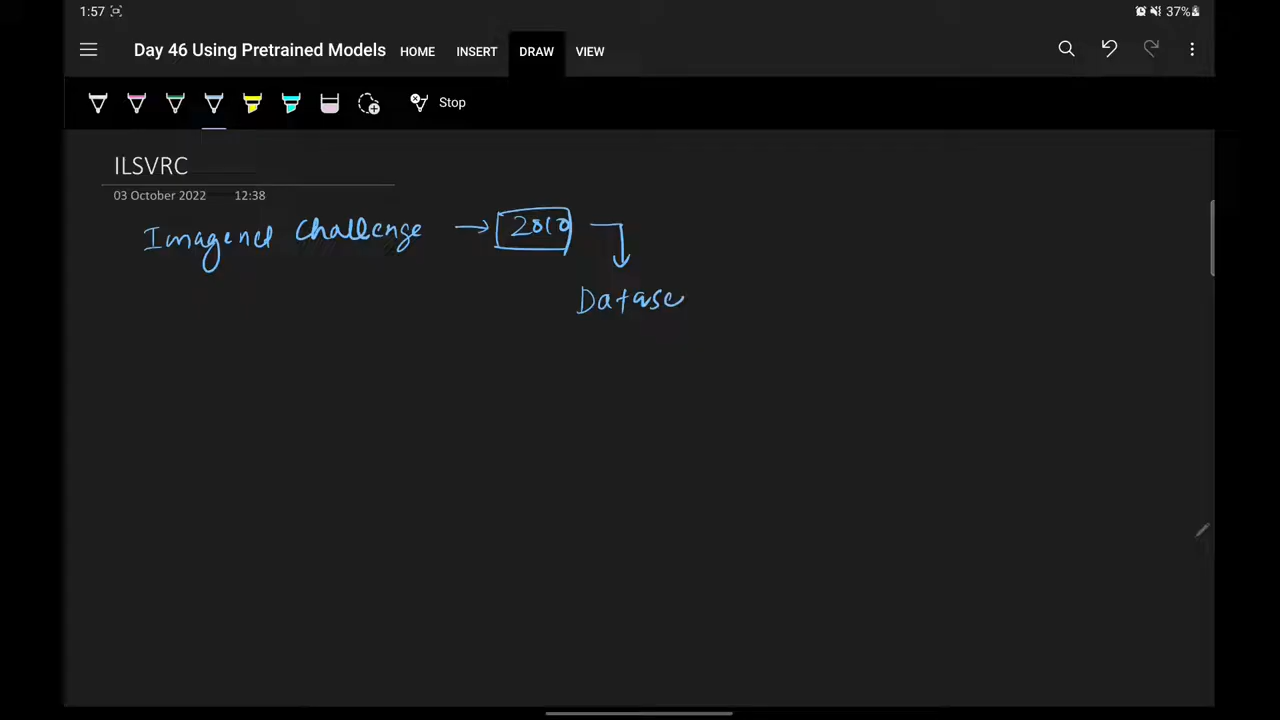 1:57 37%
Day 46 Using Pretrained Models HOME INSERT DRAW VIEW
Stop
ILSVRC
03 October 2022 12:38
Imagenet Challenge → 2010
Datase